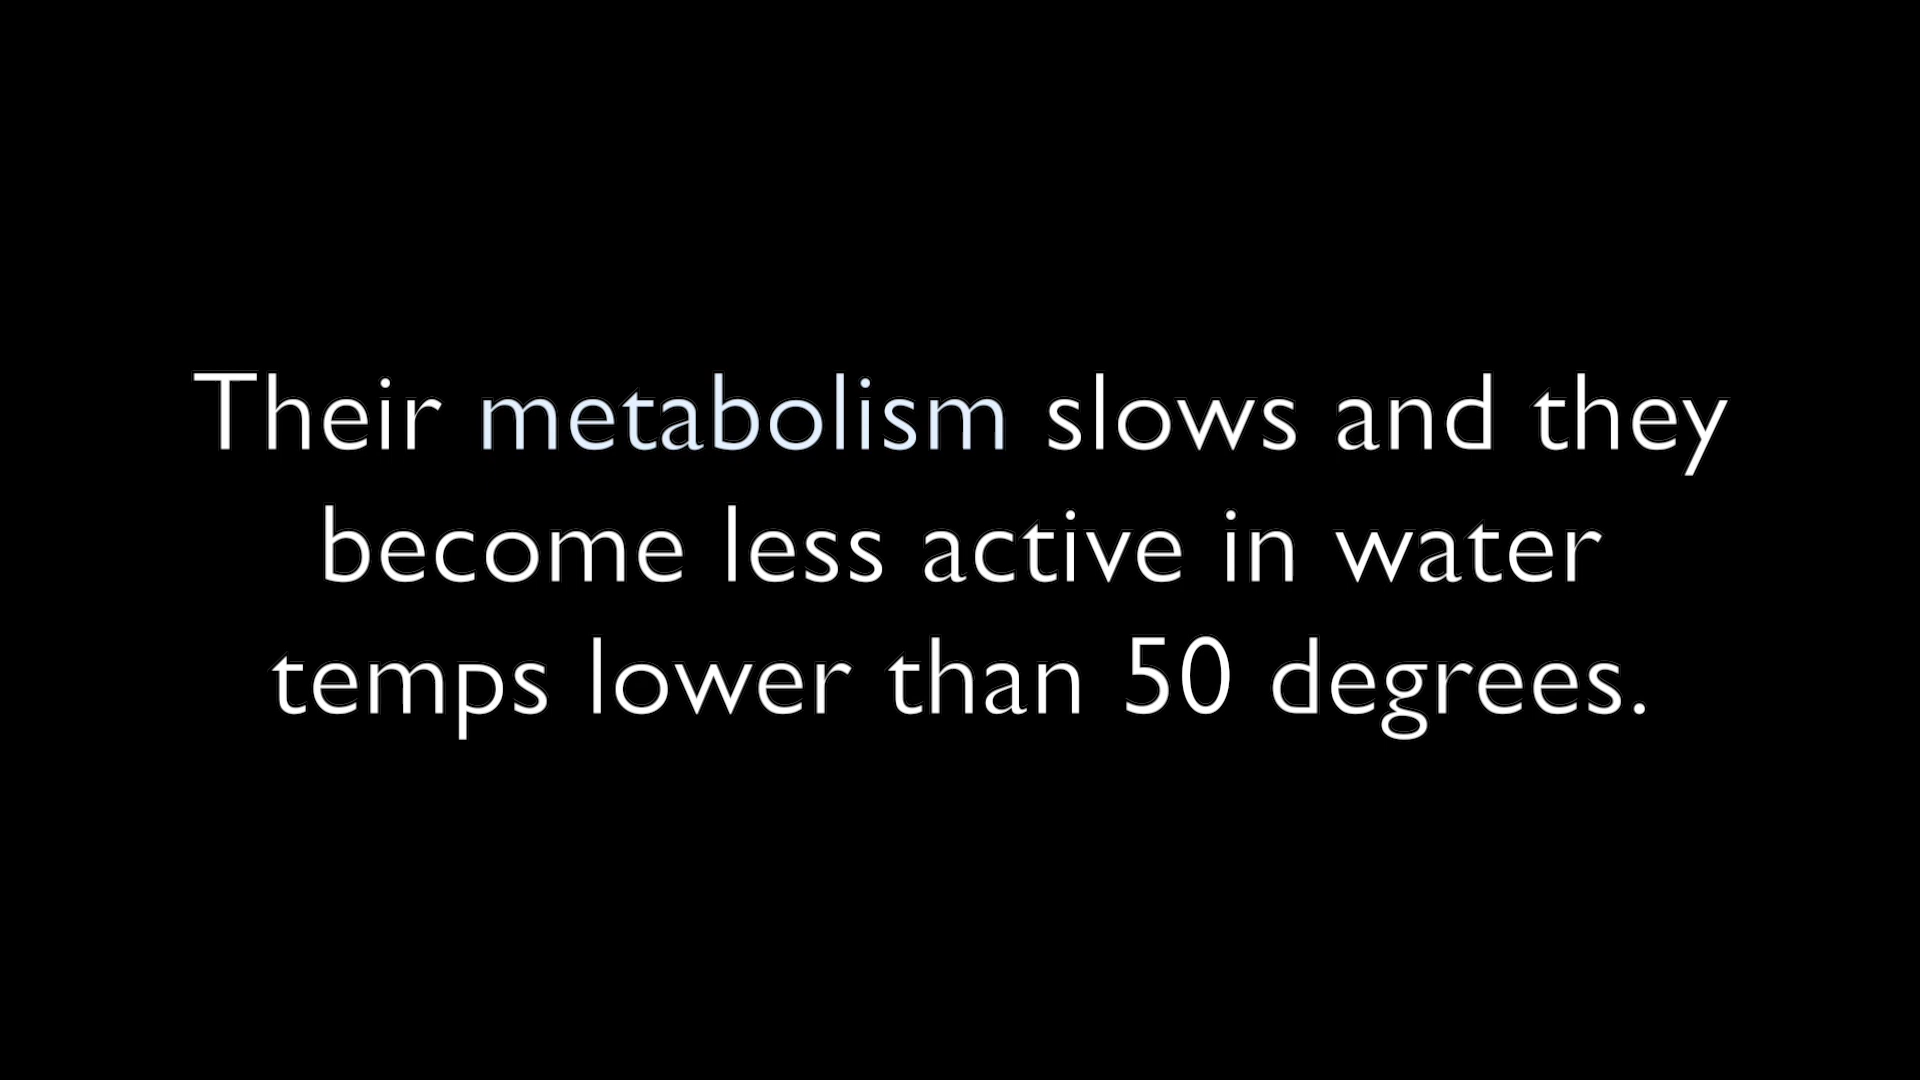 Their metabolism slows and they
become less active in water
temps lower than 50 degrees.